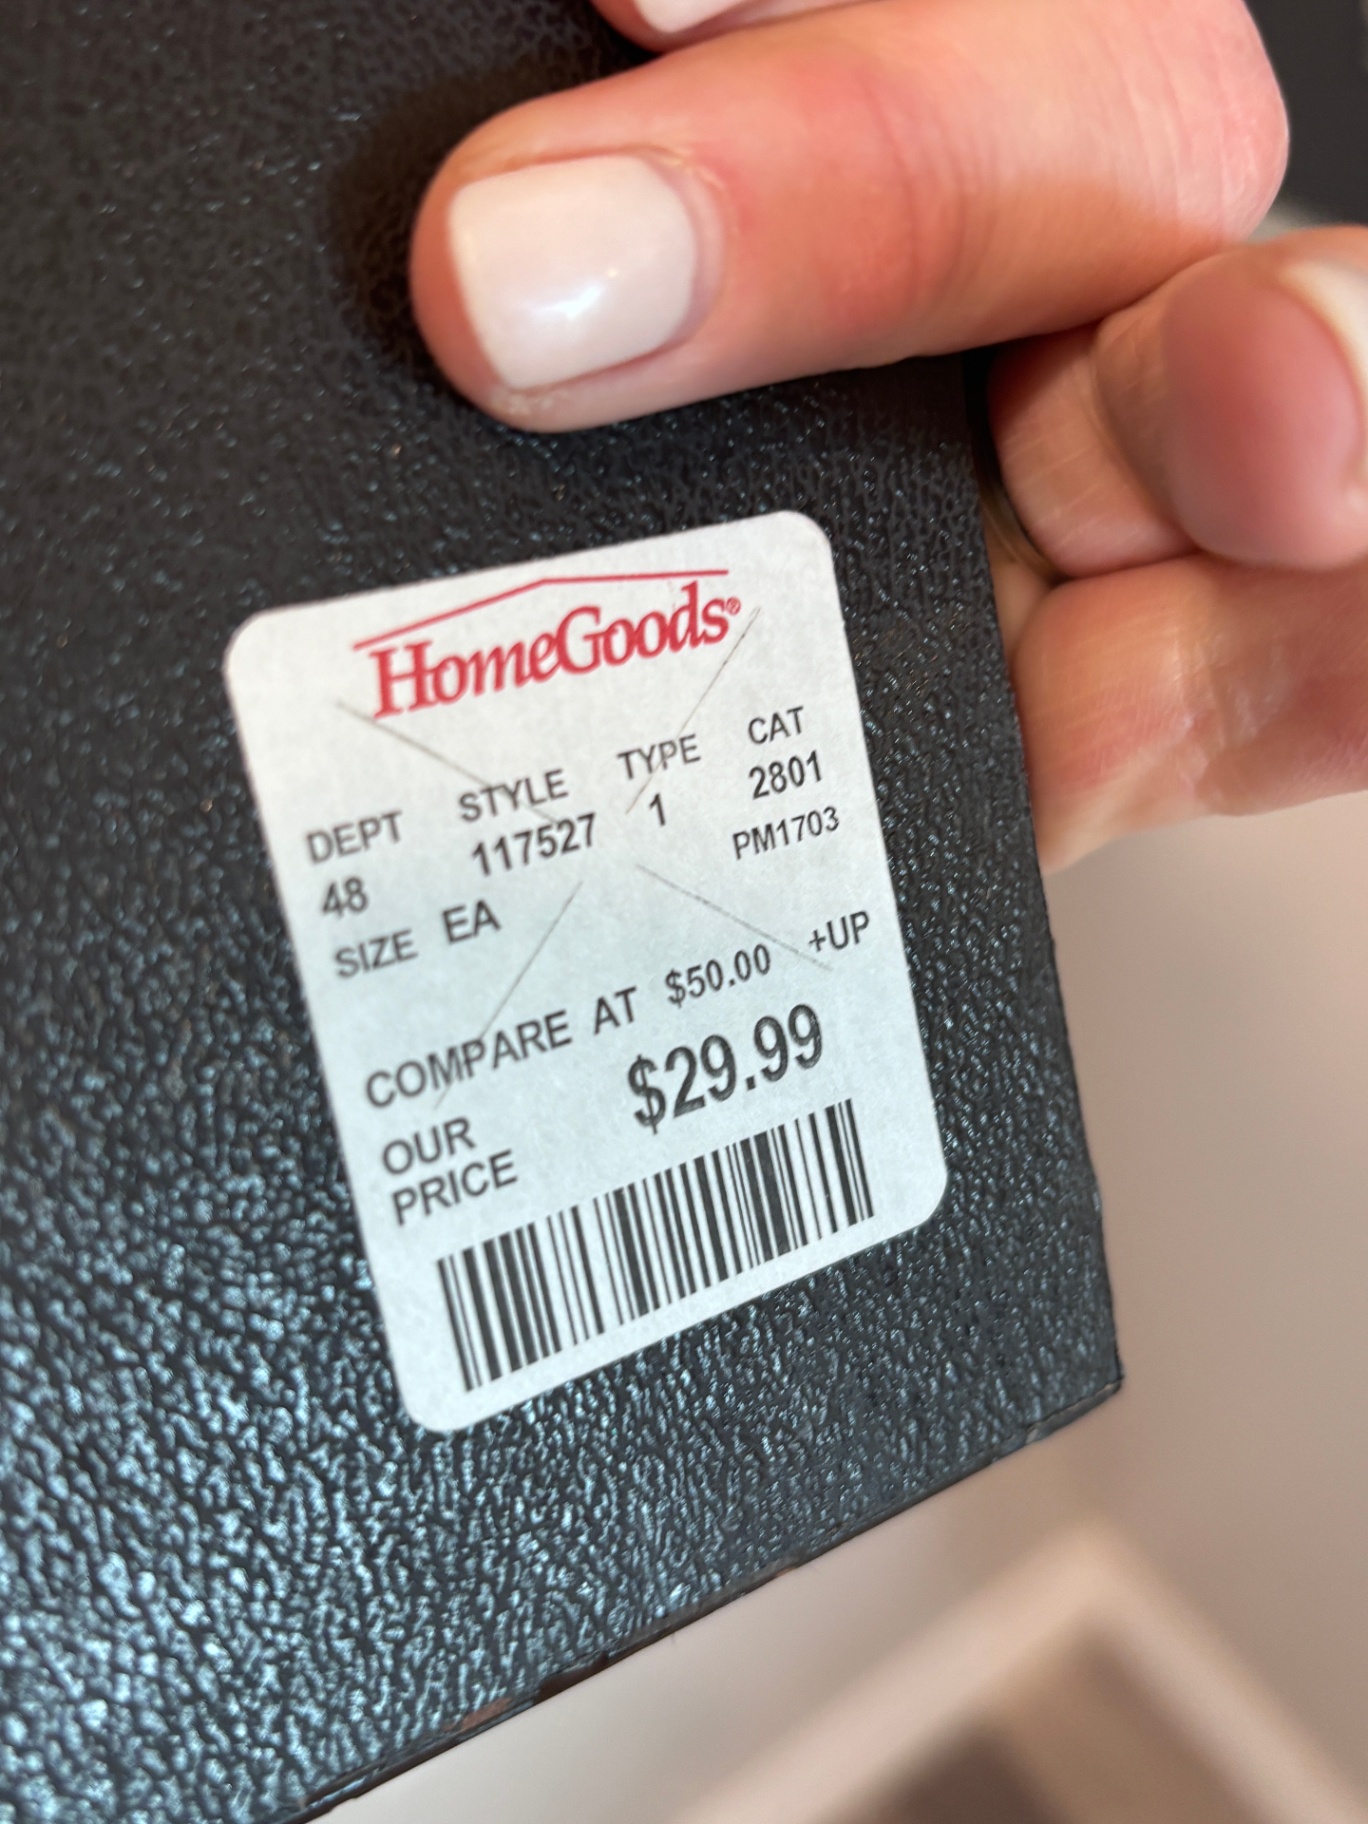 HomeGoods®
DEPT STYLE TYPE CAT
48 117527 1 2801
SIZE EA PM1703
COMPARE AT $50.00 +UP
OUR PRICE $29.99